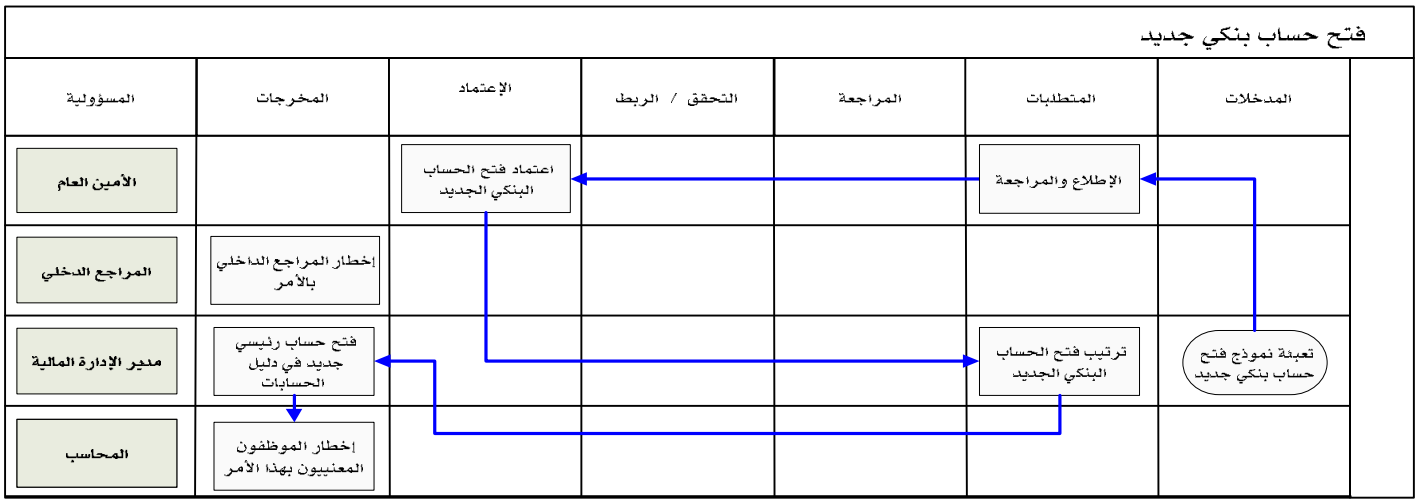 فتح حساب بنكي جديد
المدخلات
المتطلبات
المراجعة
التحقق / الربط
الإعتماد
المخرجات
المسؤولية
الإطلاع والمراجعة
اعتماد فتح الحساب
البنكي الجديد
الأمين العام
إخطار المراجع الداخلي
بالأمر
المراجع الدخلي
تعبئة نموذج فتح
حساب بنكي جديد
ترتيب فتح الحساب
البنكي الجديد
فتح حساب رئيسي
جديد في دليل
الحسابات
مدير الإدارة المالية
إخطار الموظفون
المعنييون بهذا الأمر
المحاسب